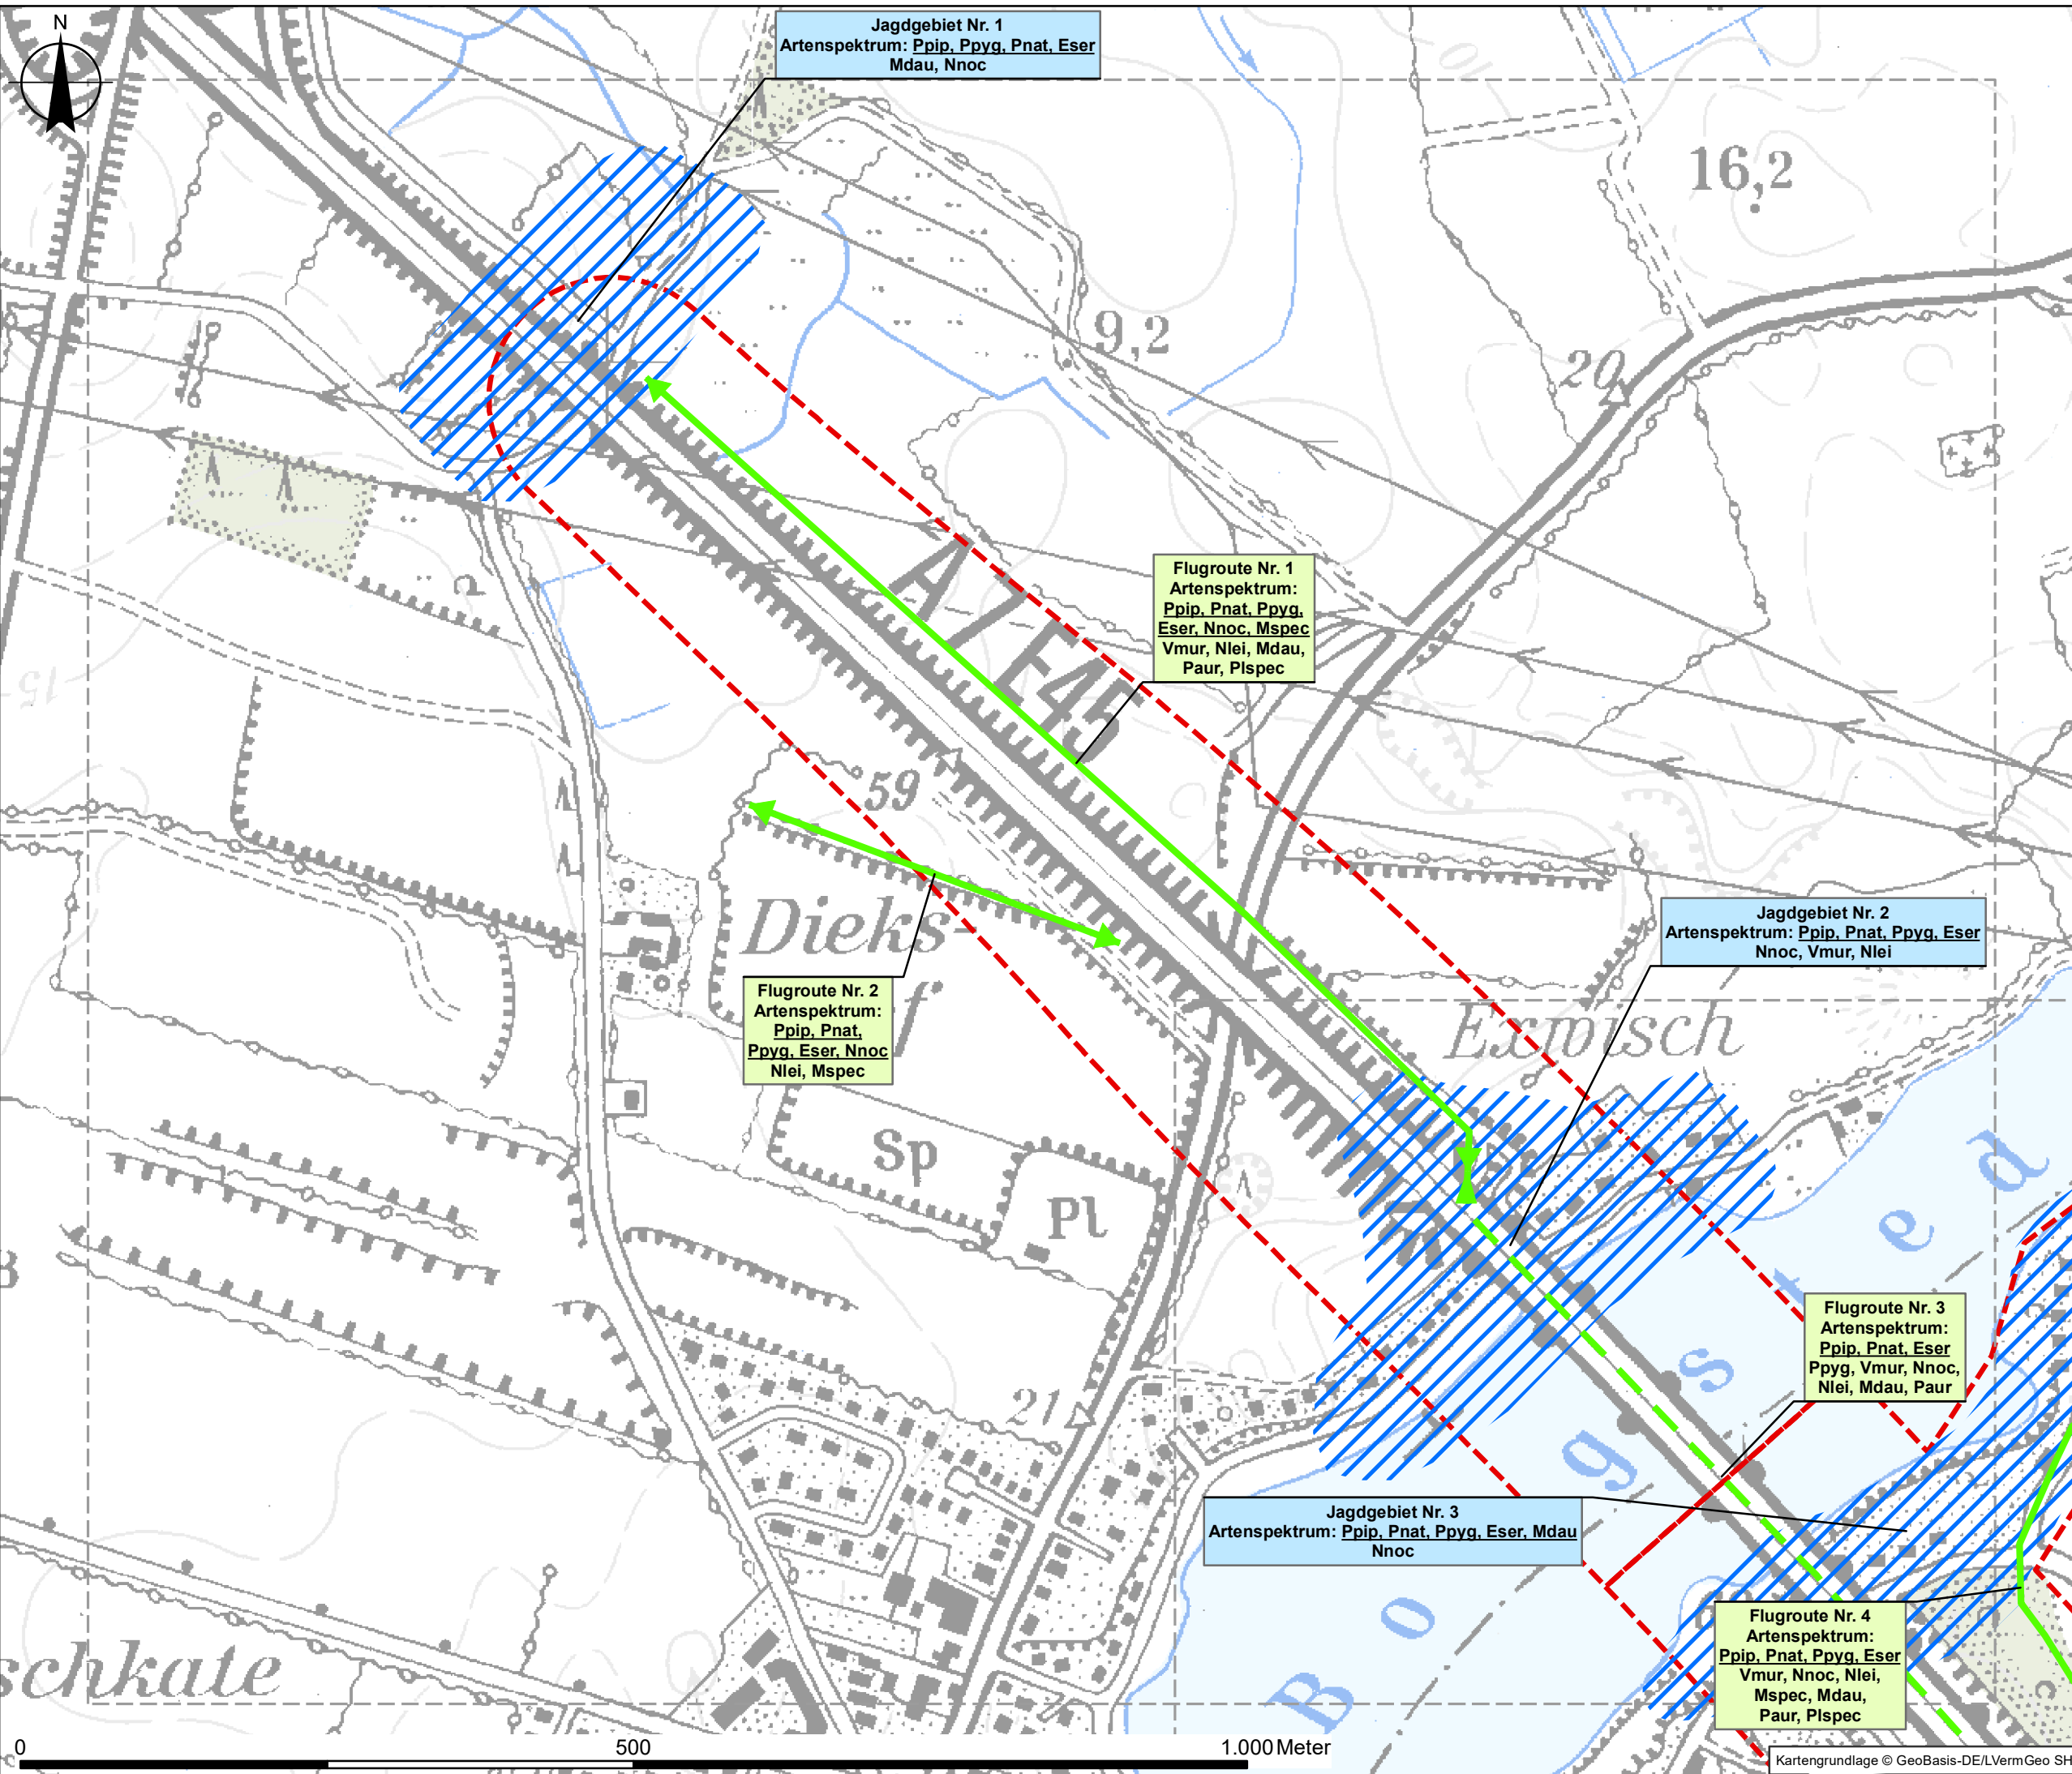 N
Jagdgebiet Nr. 1
Artenspektrum: Ppip, Ppyg, Pnat, Eser
Mdau, Nnoc
16,2
9,2
20
A7 E45
15
Flugroute Nr. 1
Artenspektrum:
Ppip, Pnat, Ppyg,
Eser, Nnoc, Mspec
Vmur, Nlei, Mdau,
Paur, Plspec
59
Dieks-
f
Jagdgebiet Nr. 2
Artenspektrum: Ppip, Pnat, Ppyg, Eser
Nnoc, Vmur, Nlei
Flugroute Nr. 2
Artenspektrum:
Ppip, Pnat,
Ppyg, Eser, Nnoc
Nlei, Mspec
Exwisch
Sp
Pl
Flugroute Nr. 3
Artenspektrum:
Ppip, Pnat, Eser
Ppyg, Vmur, Nnoc,
Nlei, Mdau, Paur
21
Borgsted
Jagdgebiet Nr. 3
Artenspektrum: Ppip, Pnat, Ppyg, Eser, Mdau
Nnoc
Flugroute Nr. 4
Artenspektrum:
Ppip, Pnat, Ppyg, Eser
Vmur, Nnoc, Nlei,
Mspec, Mdau,
Paur, Plspec
schkate
0 500 1.000 Meter
Kartengrundlage © GeoBasis-DE/LVermGeo SH